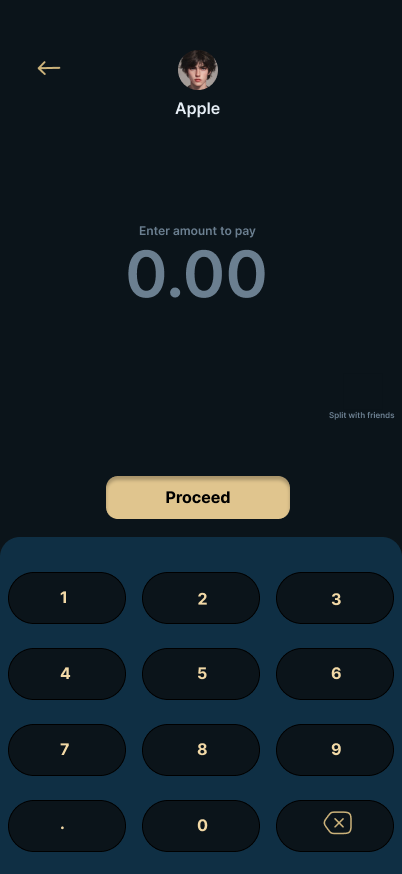 Apple
Enter amount to pay
0.00
Split with friends
Proceed
1 2 3
4 5 6
7 8 9
. 0